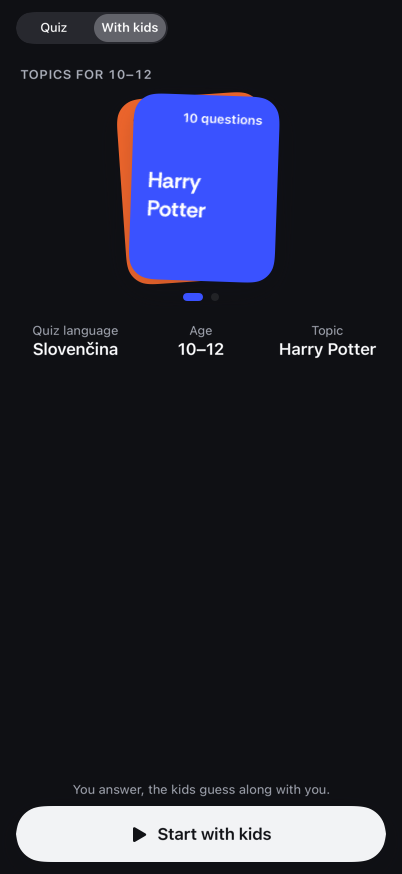 Quiz
With kids
TOPICS FOR 10–12
10 questions
Harry
Potter
Quiz language
Age
Topic
Slovenčina
10–12
Harry Potter
You answer, the kids guess along with you.
Start with kids